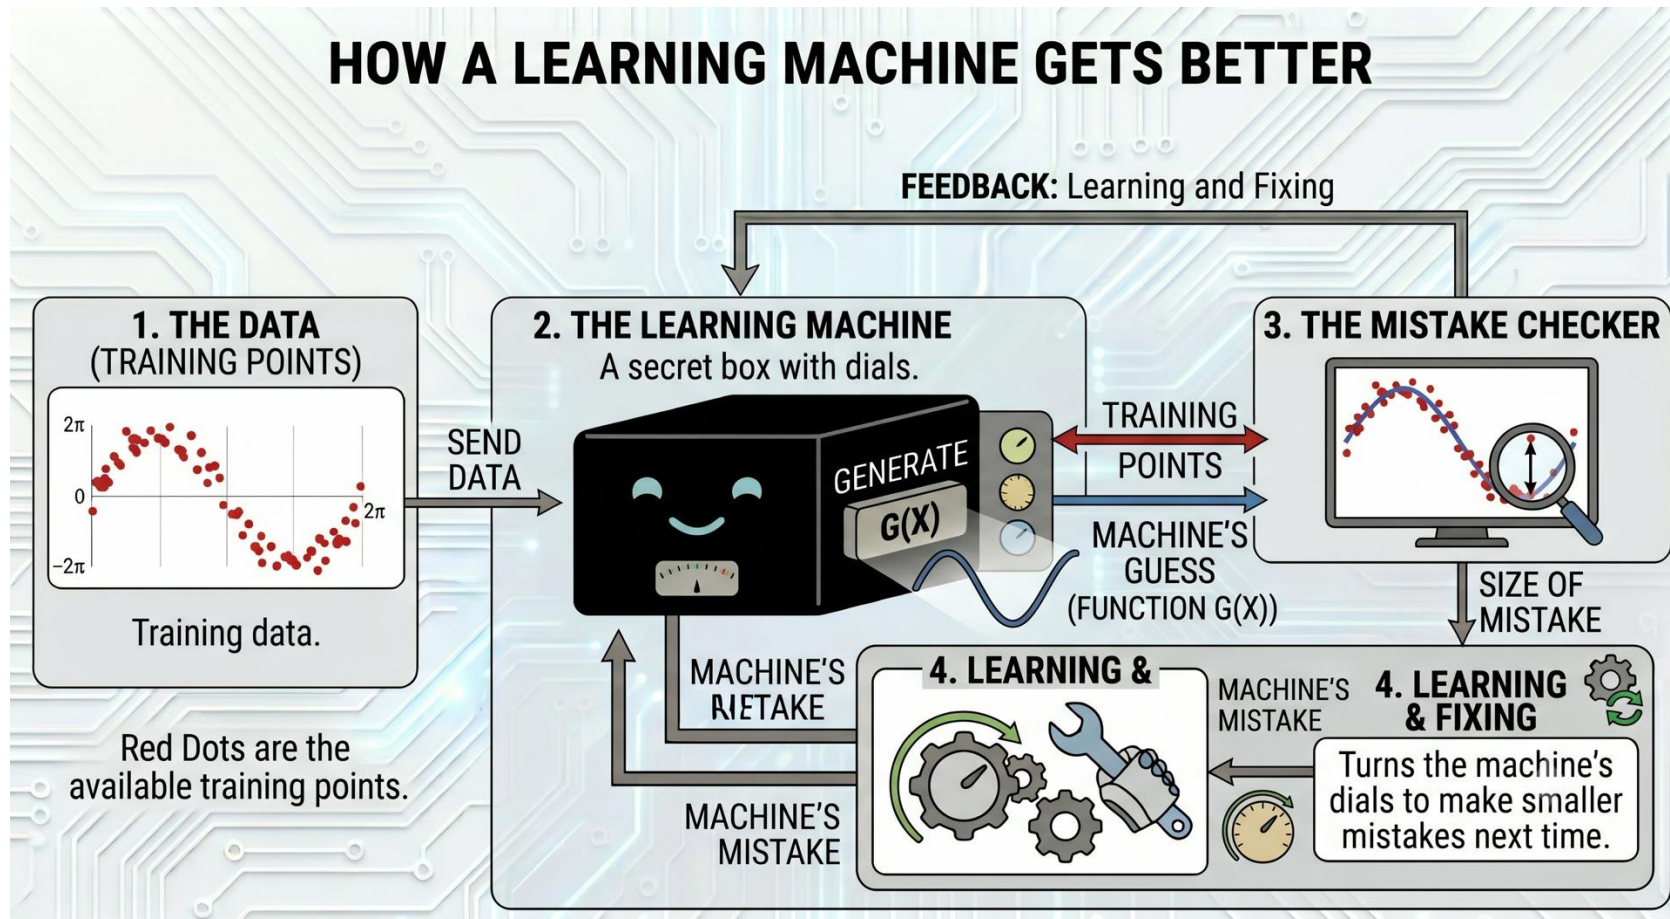 HOW A LEARNING MACHINE GETS BETTER
FEEDBACK: Learning and Fixing
1. THE DATA
(TRAINING POINTS)
2π
0
2π
−2π
Training data.
Red Dots are the
available training points.
SEND
DATA
2. THE LEARNING MACHINE
A secret box with dials.
GENERATE
G(X)
TRAINING
POINTS
MACHINE'S
GUESS
(FUNCTION G(X))
3. THE MISTAKE CHECKER
SIZE OF
MISTAKE
MACHINE'S
MACHINE'S
MISTAKE
4. LEARNING &
MACHINE'S
MISTAKE
4. LEARNING
& FIXING
Turns the machine's
dials to make smaller
mistakes next time.